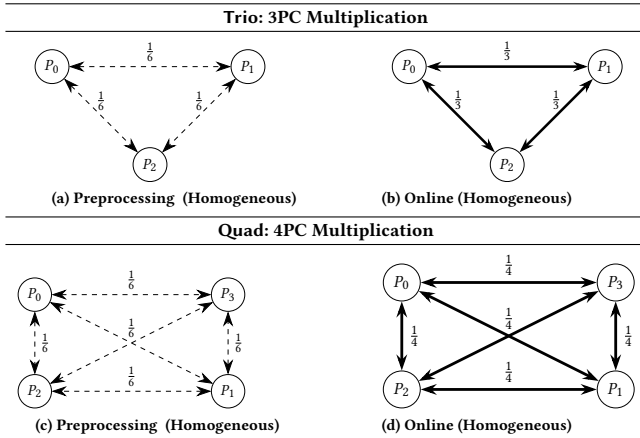 Trio: 3PC Multiplication
P0 1/6 P1
1/6 1/6
P2
(a) Preprocessing (Homogeneous)
P0 1/3 P1
1/3 1/3
P2
(b) Online (Homogeneous)
Quad: 4PC Multiplication
P0 1/6 P3
1/6 1/6 1/6
P2 1/6 P1
(c) Preprocessing (Homogeneous)
P0 1/4 P3
1/4 1/4 1/4
P2 1/4 P1
(d) Online (Homogeneous)